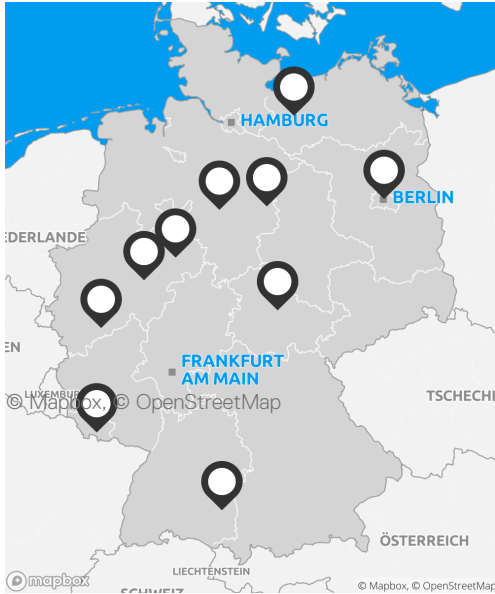 HAMBURG
BERLIN
EDERLANDE
EN
FRANKFURT
AM MAIN
LUXEMBURG
© Mapbox, © OpenStreetMap
TSCHECHI
ÖSTERREICH
LIECHTENSTEIN
mapbox
© Mapbox, © OpenStreetMap
SCHWEIZ